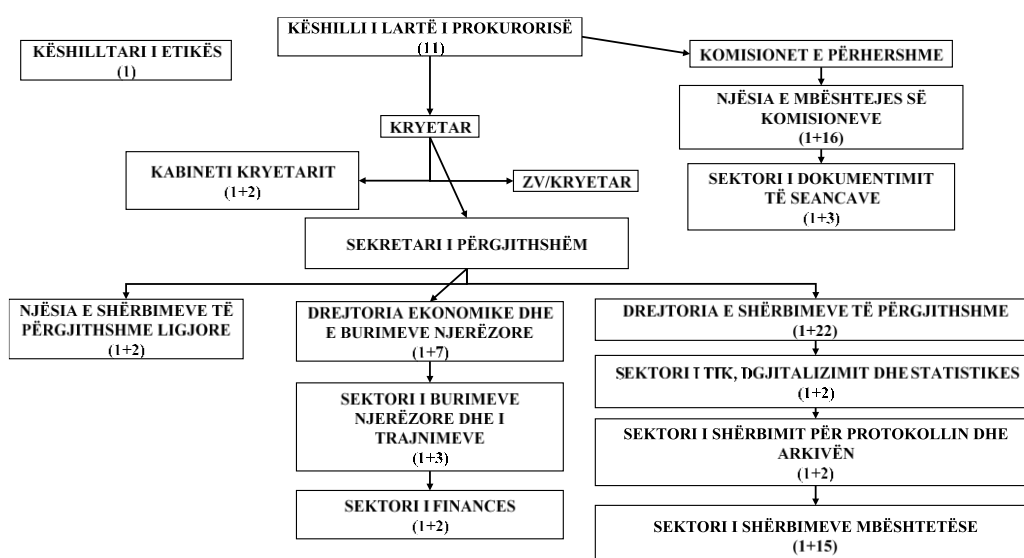 KËSHILLI I LARTË I PROKURORISË
(11)
KËSHILLTARI I ETIKËS
(1)
KOMISIONET E PËRHERSHME
NJËSIA E MBËSHTEJES SË
KOMISIONEVE
(1+16)
KRYETAR
KABINETI KRYETARIT
(1+2)
ZV/KRYETAR
SEKTORI I DOKUMENTIMIT
TË SEANCAVE
(1+3)
SEKRETARI I PËRGJITHSHËM
NJËSIA E SHËRBIMEVE TË
PËRGJITHSHME LIGJORE
(1+2)
DREJTORIA EKONOMIKE DHE
E BURIMEVE NJERËZORE
(1+7)
SEKTORI I BURIMEVE
NJERËZORE DHE I
TRAJNIMEVE
(1+3)
SEKTORI I FINANCES
(1+2)
DREJTORIA E SHËRBIMEVE TË PËRGJITHSHME
(1+22)
SEKTORI I TIK, DGJITALIZIMIT DHE STATISTIKES
(1+2)
SEKTORI I SHËRBIMIT PËR PROTOKOLLIN DHE
ARKIVËN
(1+2)
SEKTORI I SHËRBIMEVE MBËSHTETËSE
(1+15)